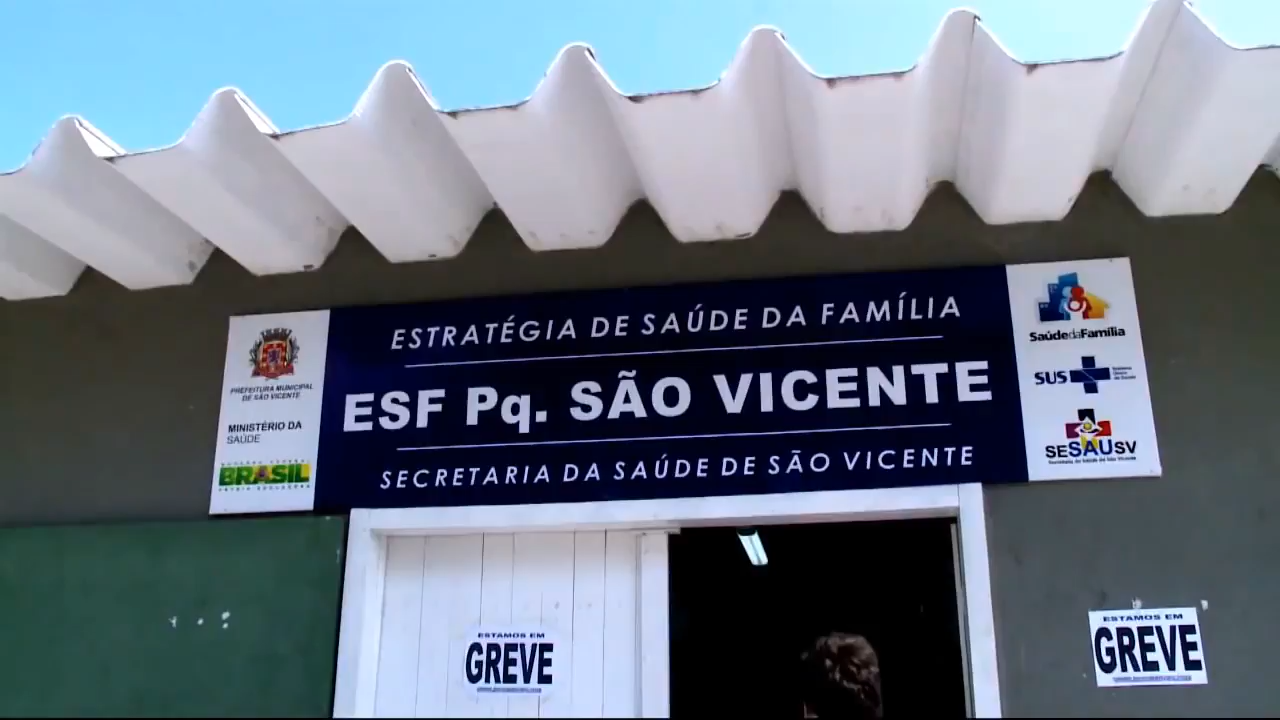 PREFEITURA MUNICIPAL
DE SÃO VICENTE
MINISTÉRIO DA
SAÚDE
BRASIL
ESTRATÉGIA DE SAÚDE DA FAMÍLIA
ESF Pq. SÃO VICENTE
SECRETARIA DA SAÚDE DE SÃO VICENTE
SaúdedaFamília
SUS
SESAUSV
ESTAMOS EM
GREVE
ESTAMOS EM
GREVE